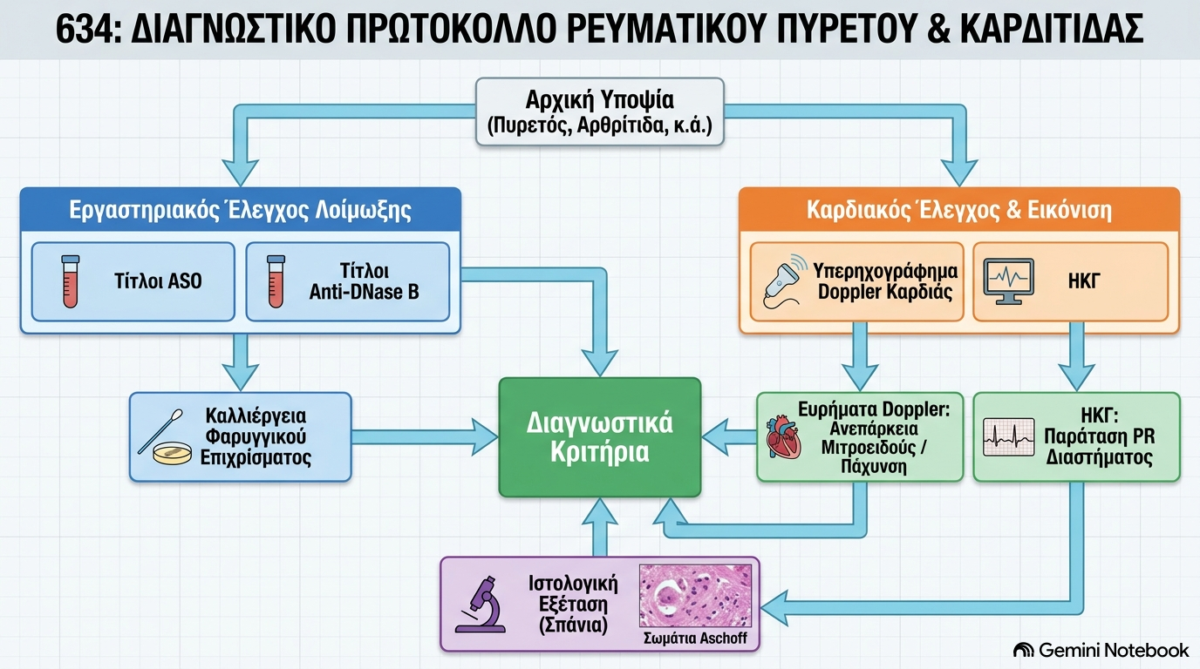 634: ΔΙΑΓΝΩΣΤΙΚΟ ΠΡΩΤΟΚΟΛΛΟ ΡΕΥΜΑΤΙΚΟΥ ΠΥΡΕΤΟΥ & ΚΑΡΔΙΤΙΔΑΣ
Αρχική Υποψία
(Πυρετός, Αρθρίτιδα, κ.ά.)
Εργαστηριακός Έλεγχος Λοίμωξης
Τίτλοι ASO
Τίτλοι
Anti-DNase B
Καρδιακός Έλεγχος & Εικόνιση
Υπερηχογράφημα
Doppler Καρδιάς
ΗΚΓ
Καλλιέργεια
Φαρυγγικού
Επιχρίσματος
Διαγνωστικά
Κριτήρια
Ευρήματα Doppler:
Ανεπάρκεια
Μιτροειδούς /
Πάχυνση
ΗΚΓ:
Παράταση PR
Διαστήματος
Ιστολογική
Εξέταση
(Σπάνια)
Σωμάτια Aschoff
Gemini Notebook